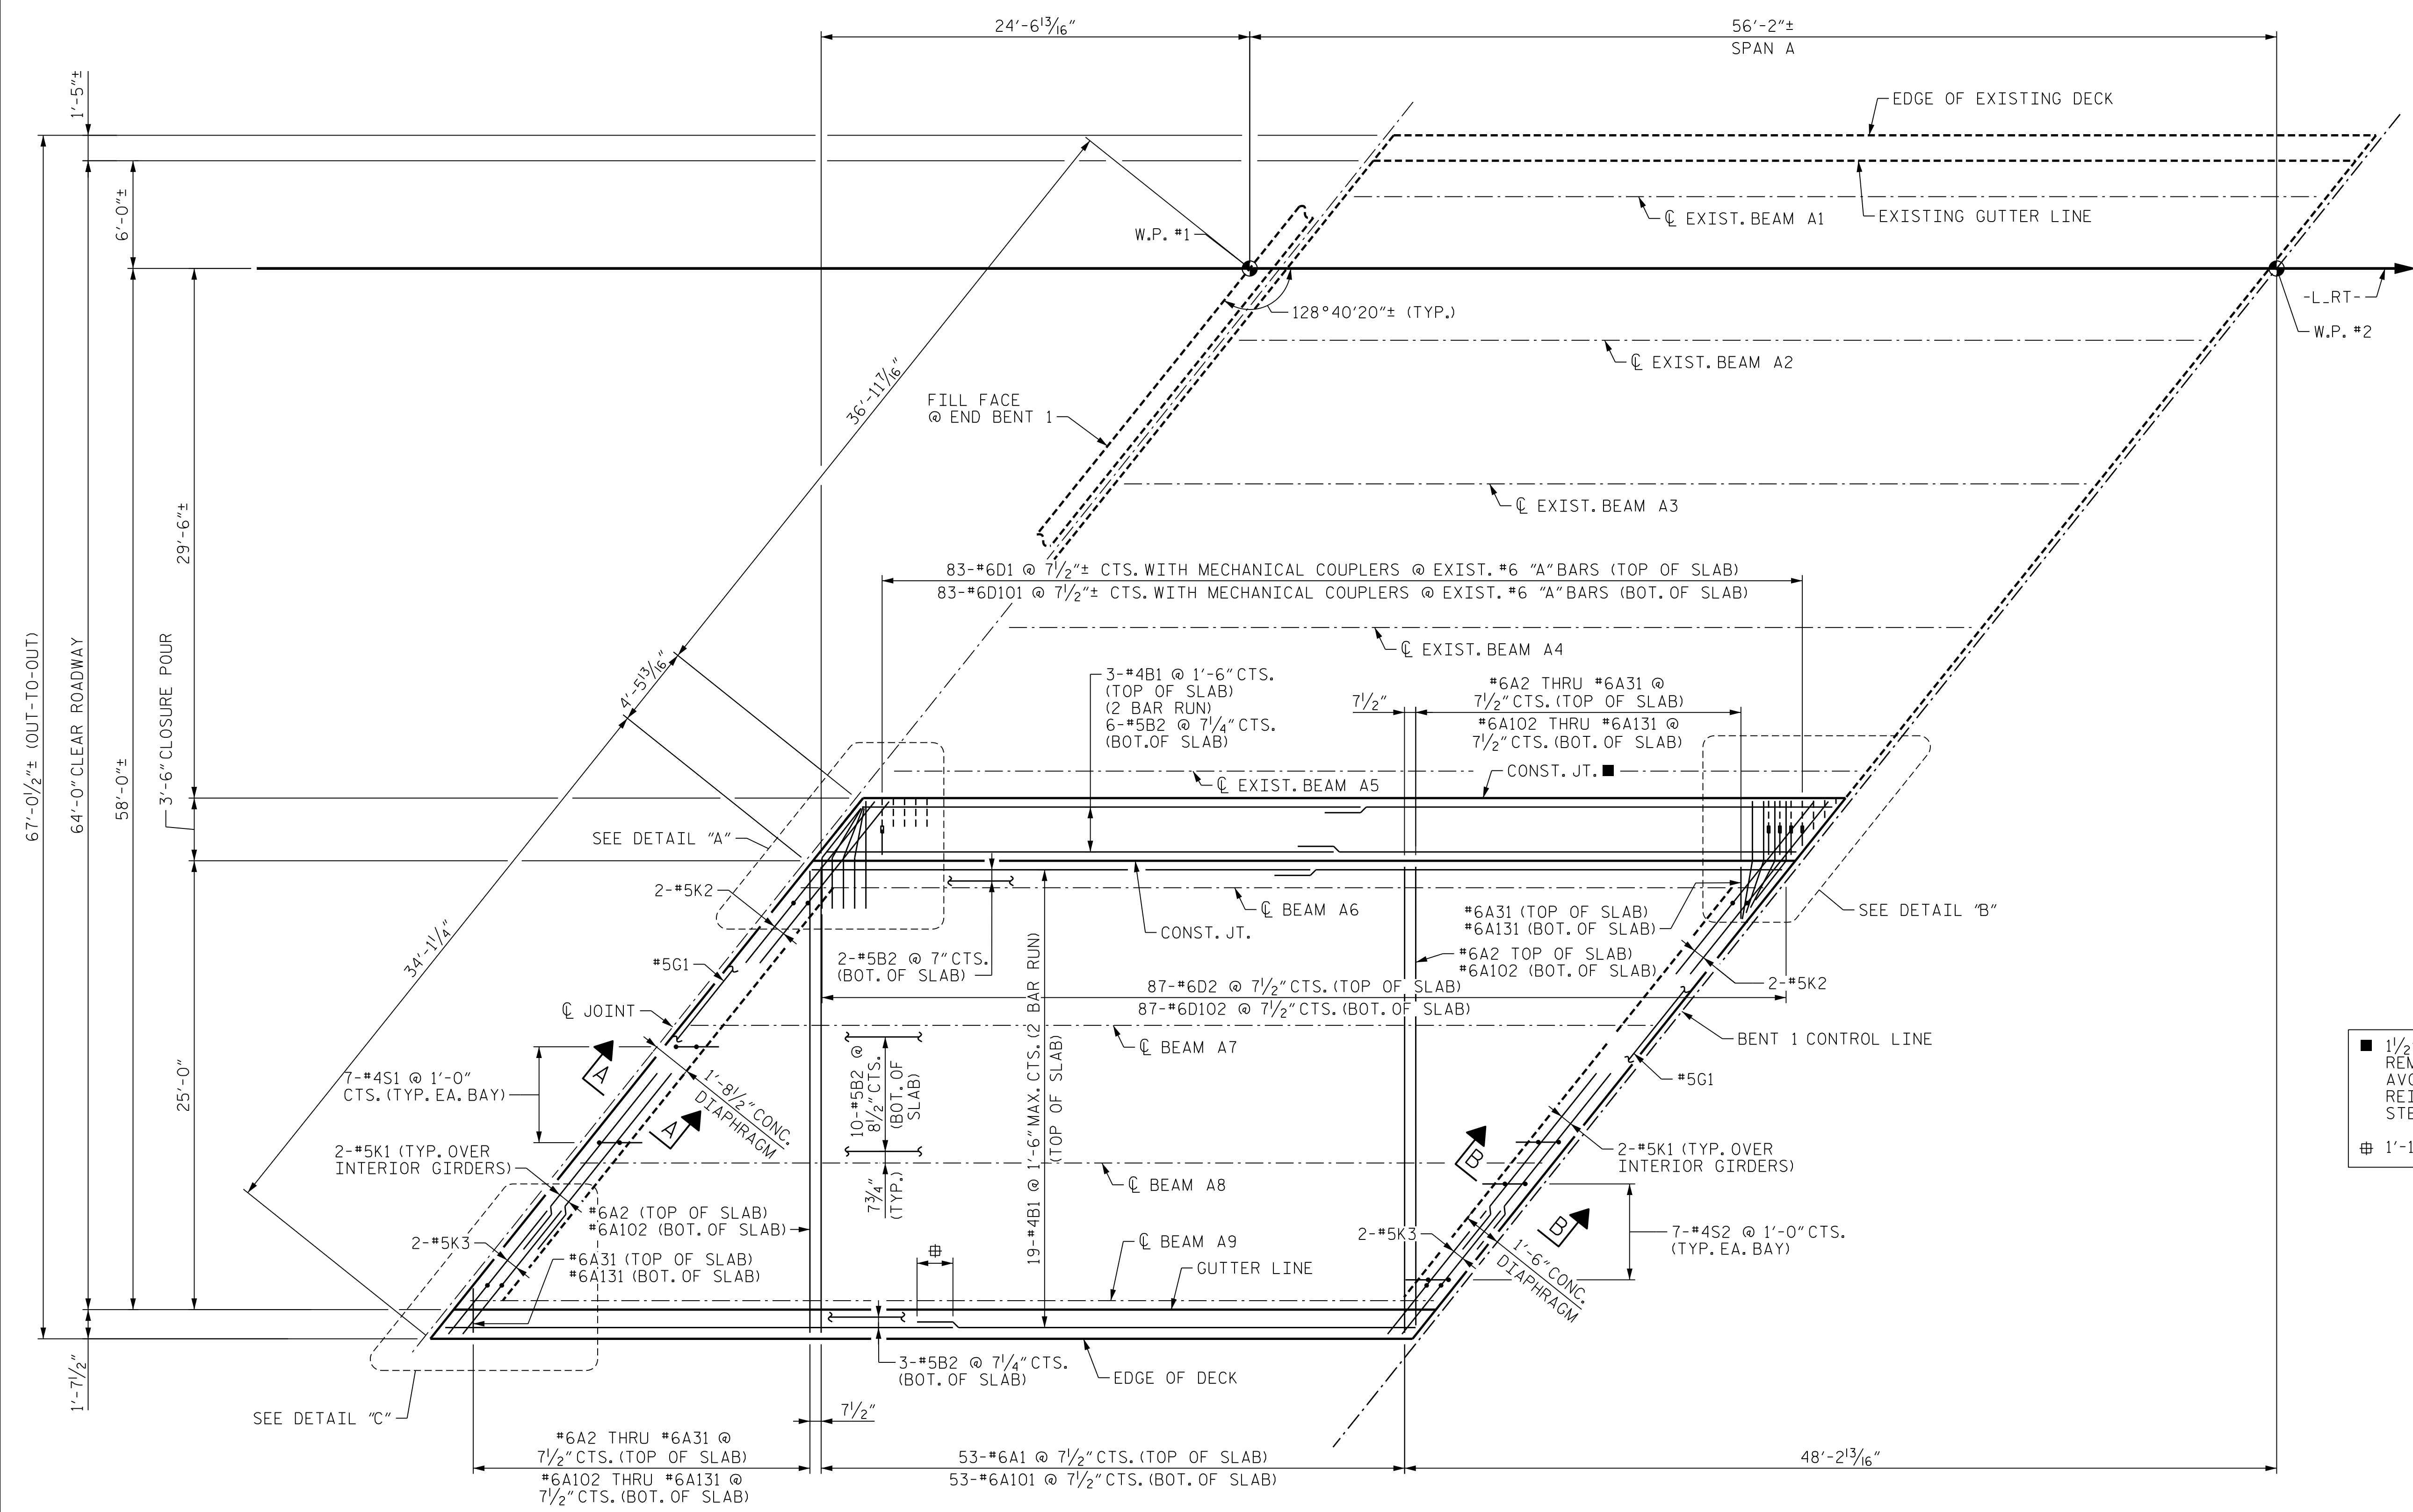 24'-6 13/16"
56'-2"±
SPAN A
1'-5"±
EDGE OF EXISTING DECK
6'-0"±
W.P. #1
℄ EXIST. BEAM A1
EXISTING GUTTER LINE
-L_RT-
128°40'20"± (TYP.)
W.P. #2
℄ EXIST. BEAM A2
36'-11 7/16"
FILL FACE
@ END BENT 1
29'-6"±
℄ EXIST. BEAM A3
83-#6D1 @ 7 1/2"± CTS. WITH MECHANICAL COUPLERS @ EXIST. #6 "A" BARS (TOP OF SLAB)
83-#6D101 @ 7 1/2"± CTS. WITH MECHANICAL COUPLERS @ EXIST. #6 "A" BARS (BOT. OF SLAB)
℄ EXIST. BEAM A4
67'-0 1/2"± (OUT-TO-OUT)
64'-0" CLEAR ROADWAY
58'-0"±
3'-6" CLOSURE POUR
4'-5 13/16"
3-#4B1 @ 1'-6" CTS.
(TOP OF SLAB)
(2 BAR RUN)
6-#5B2 @ 7 1/4" CTS.
(BOT. OF SLAB)
7 1/2"
#6A2 THRU #6A31 @
7 1/2" CTS. (TOP OF SLAB)
#6A102 THRU #6A131 @
7 1/2" CTS. (BOT. OF SLAB)
℄ EXIST. BEAM A5
CONST. JT. ■
SEE DETAIL "A"
2-#5K2
℄ BEAM A6
CONST. JT.
#6A31 (TOP OF SLAB)
#6A131 (BOT. OF SLAB)
SEE DETAIL "B"
34'-1 1/4"
#5G1
2-#5B2 @ 7" CTS.
(BOT. OF SLAB)
#6A2 TOP OF SLAB)
#6A102 (BOT. OF SLAB)
2-#5K2
87-#6D2 @ 7 1/2" CTS. (TOP OF SLAB)
87-#6D102 @ 7 1/2" CTS. (BOT. OF SLAB)
℄ JOINT
BENT 1 CONTROL LINE
℄ BEAM A7
25'-0"
A
7-#4S1 @ 1'-0"
CTS. (TYP. EA. BAY)
1'-8 1/2" CONC.
DIAPHRAGM
10-#5B2 @
8 1/2" CTS.
(BOT. OF
SLAB)
19-#4B1 @ 1'-6" MAX. CTS. (2 BAR RUN)
(TOP OF SLAB)
#5G1
■ 1 1/2"
A
2-#5K1 (TYP. OVER
INTERIOR GIRDERS)
B
2-#5K1 (TYP. OVER
INTERIOR GIRDERS)
7 3/4"
(TYP.)
℄ BEAM A8
#6A2 (TOP OF SLAB)
#6A102 (BOT. OF SLAB)
2-#5K3
#6A31 (TOP OF SLAB)
#6A131 (BOT. OF SLAB)
℄ BEAM A9
GUTTER LINE
2-#5K3
B
7-#4S2 @ 1'-0" CTS.
(TYP. EA. BAY)
1'-6" CONC.
DIAPHRAGM
1'-7 1/2"
3-#5B2 @ 7 1/4" CTS.
(BOT. OF SLAB)
EDGE OF DECK
SEE DETAIL "C"
7 1/2"
#6A2 THRU #6A31 @
7 1/2" CTS. (TOP OF SLAB)
#6A102 THRU #6A131 @
7 1/2" CTS. (BOT. OF SLAB)
53-#6A1 @ 7 1/2" CTS. (TOP OF SLAB)
53-#6A101 @ 7 1/2" CTS. (BOT. OF SLAB)
48'-2 13/16"